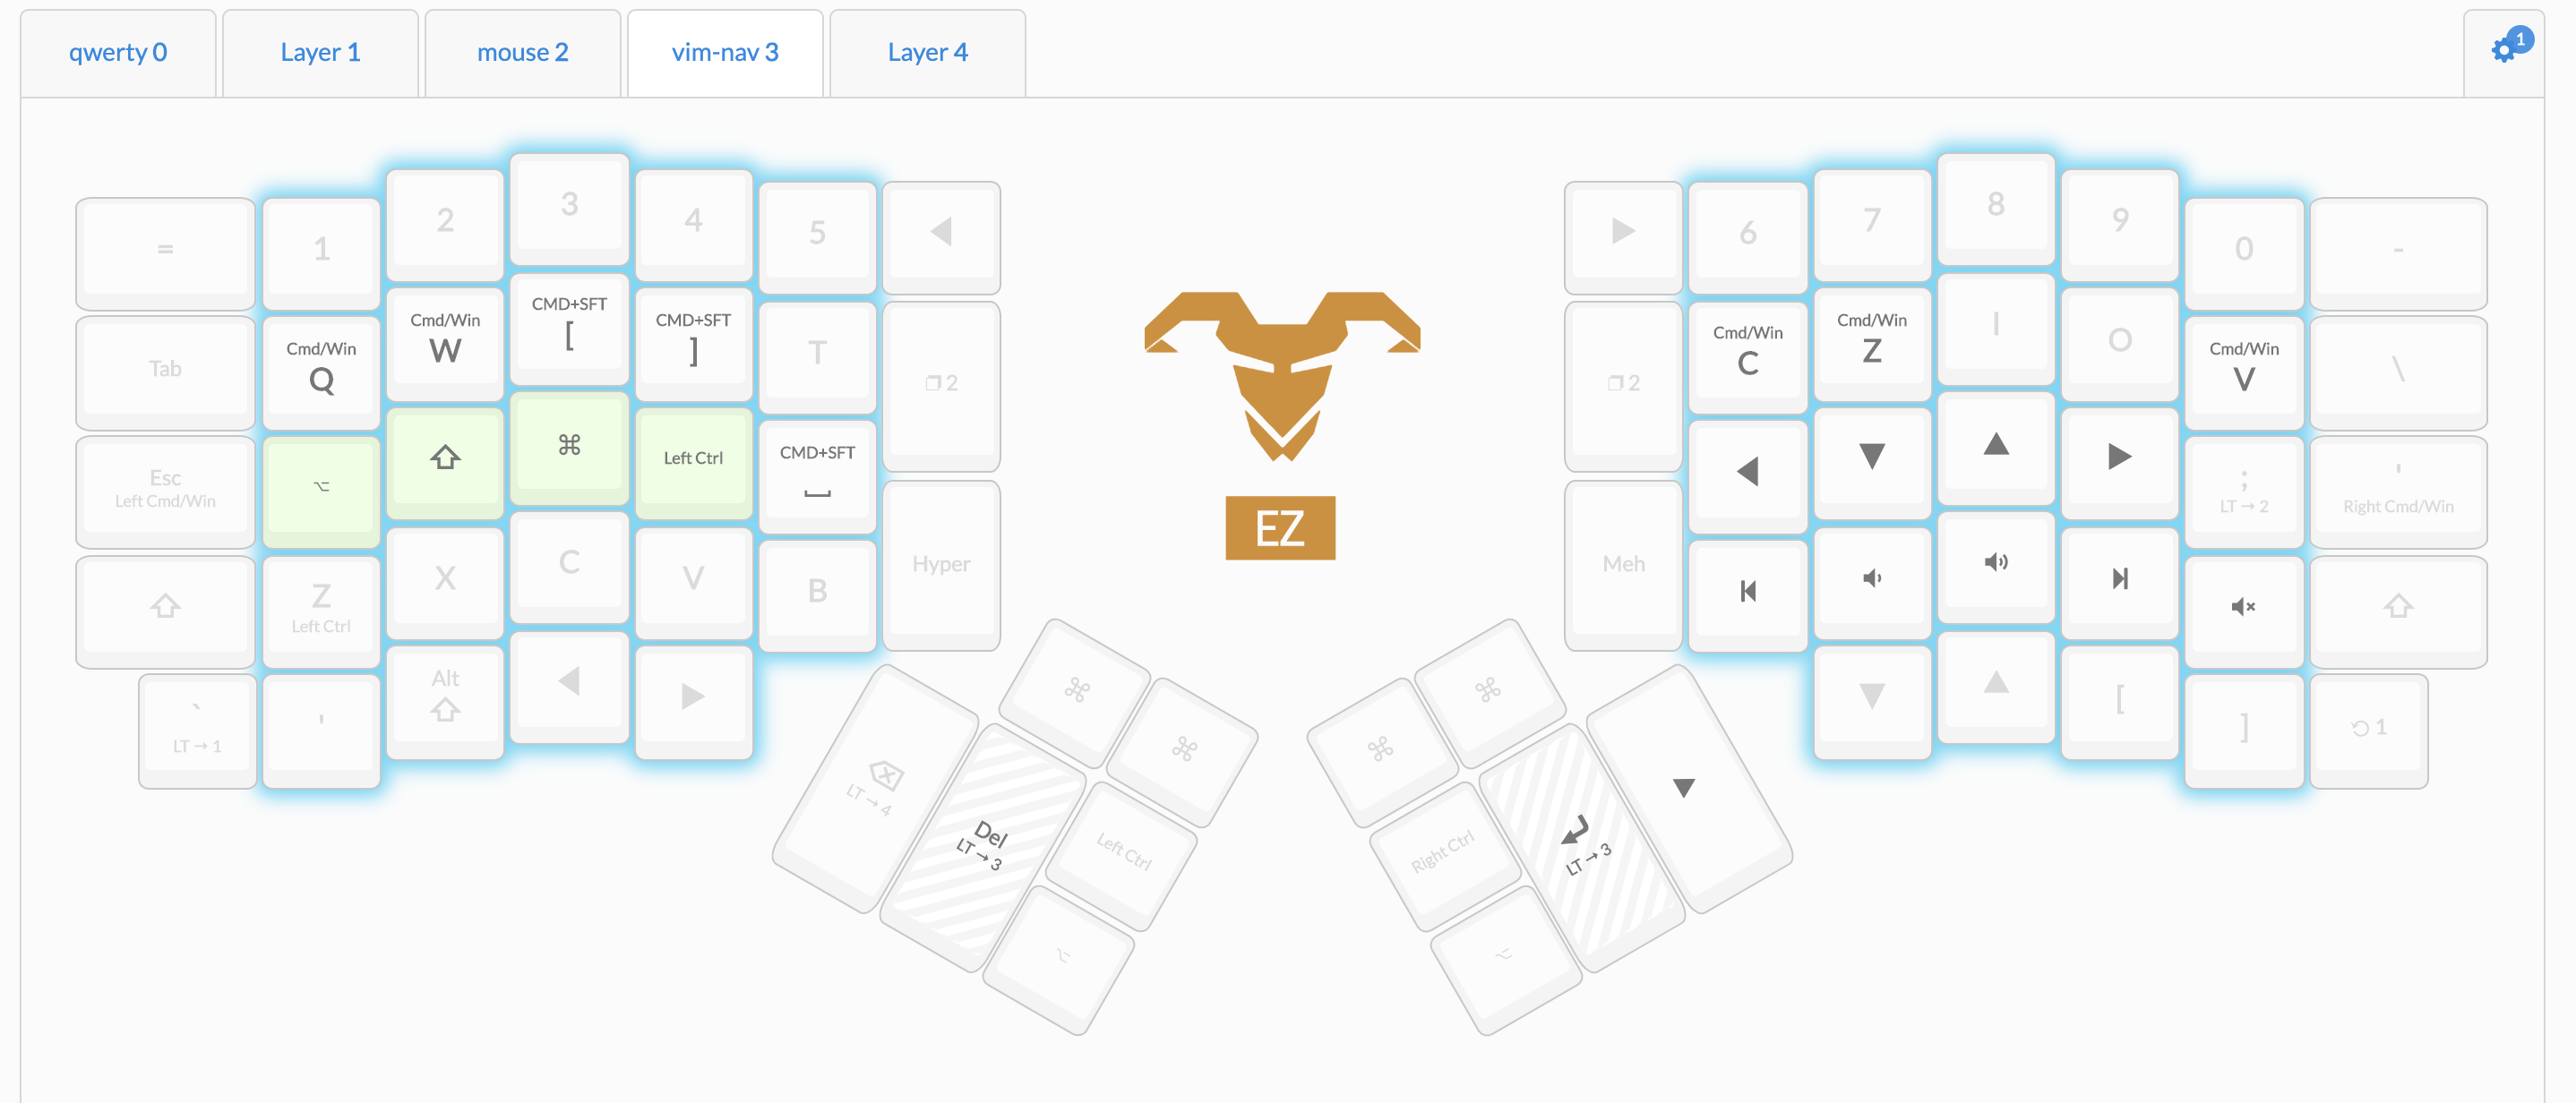 qwerty 0
Layer 1
mouse 2
vim-nav 3
Layer 4
1
=
1
2
3
4
5
6
7
8
9
0
-
Tab
Cmd/Win
Q
Cmd/Win
W
CMD+SFT
[
CMD+SFT
]
T
2
2
Cmd/Win
C
Cmd/Win
Z
I
O
Cmd/Win
V
\
Esc
Left Cmd/Win
⌥
⌘
Left Ctrl
CMD+SFT
;
LT → 2
'
Right Cmd/Win
EZ
Z
Left Ctrl
X
C
V
B
Hyper
Meh
`
LT → 1
'
Alt
[
]
1
⌘
⌘
LT → 4
Del
LT → 3
Left Ctrl
⌥
⌘
⌘
Right Ctrl
LT → 3
⌥